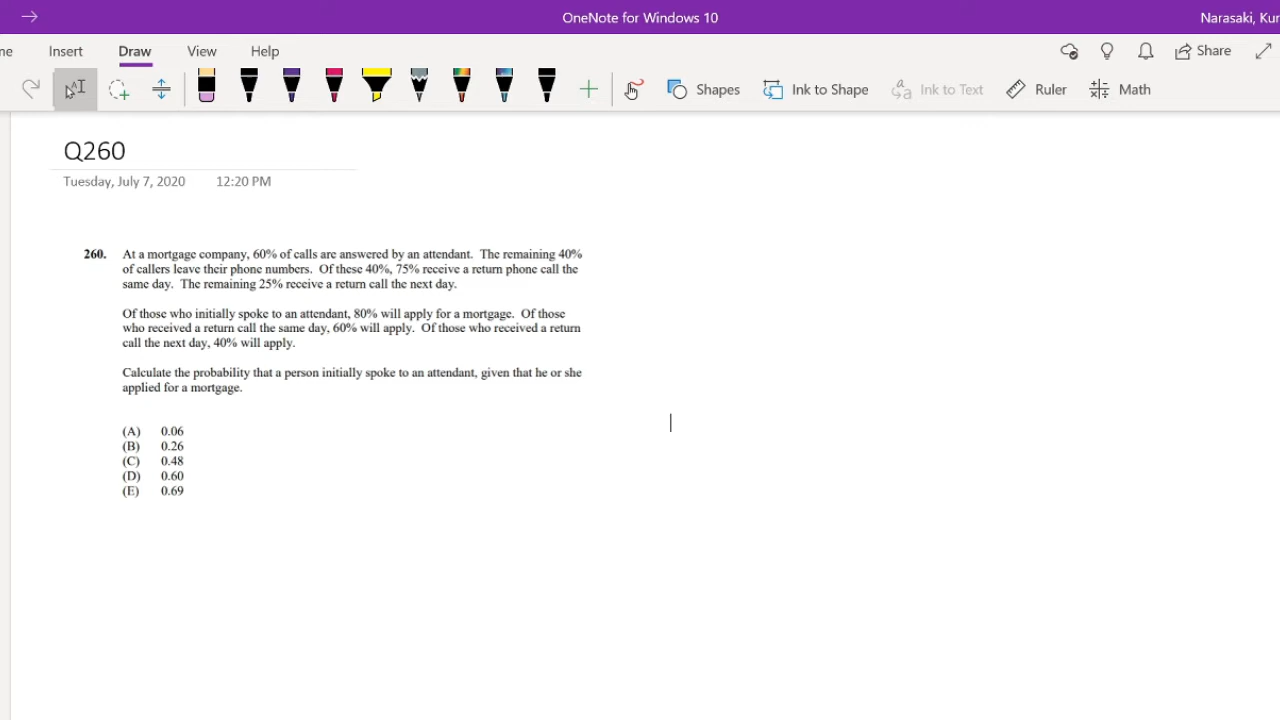 OneNote for Windows 10
Narasaki, Kur
me Insert Draw View Help Share
Shapes Ink to Shape Ink to Text Ruler Math
Q260
Tuesday, July 7, 2020 12:20 PM
260. At a mortgage company, 60% of calls are answered by an attendant. The remaining 40%
of callers leave their phone numbers. Of these 40%, 75% receive a return phone call the
same day. The remaining 25% receive a return call the next day.
Of those who initially spoke to an attendant, 80% will apply for a mortgage. Of those
who received a return call the same day, 60% will apply. Of those who received a return
call the next day, 40% will apply.
Calculate the probability that a person initially spoke to an attendant, given that he or she
applied for a mortgage.
(A) 0.06
(B) 0.26
(C) 0.48
(D) 0.60
(E) 0.69